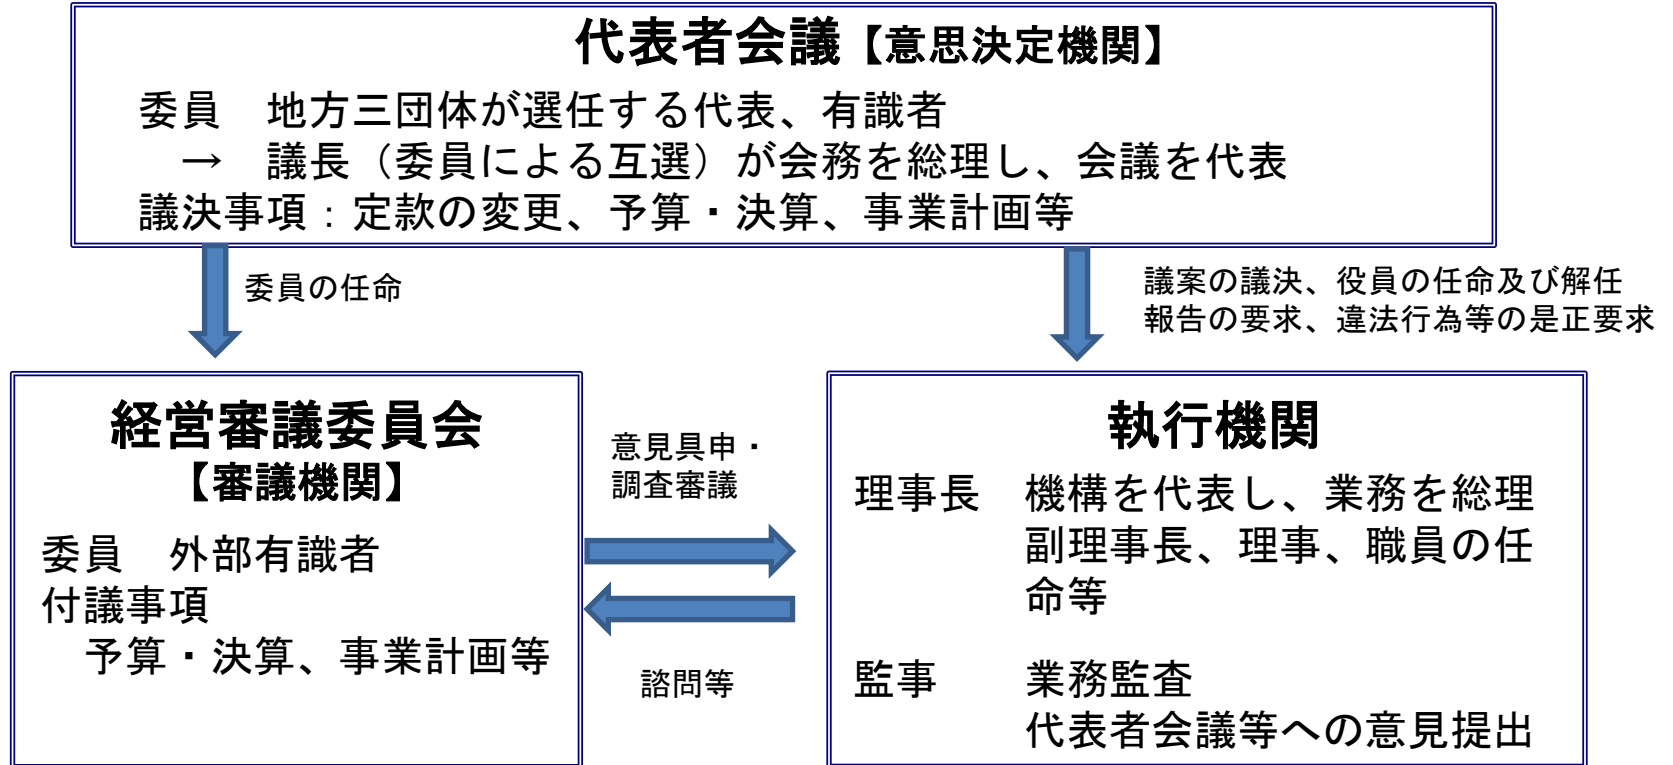 代表者会議【意思決定機関】
委員　地方三団体が選任する代表、有識者
→　議長（委員による互選）が会務を総理し、会議を代表
議決事項：定款の変更、予算・決算、事業計画等
委員の任命
議案の議決、役員の任命及び解任
報告の要求、違法行為等の是正要求
経営審議委員会
【審議機関】
委員　外部有識者
付議事項
予算・決算、事業計画等
意見具申・
調査審議
諮問等
執行機関
理事長　機構を代表し、業務を総理
副理事長、理事、職員の任
命等
監事　業務監査
代表者会議等への意見提出